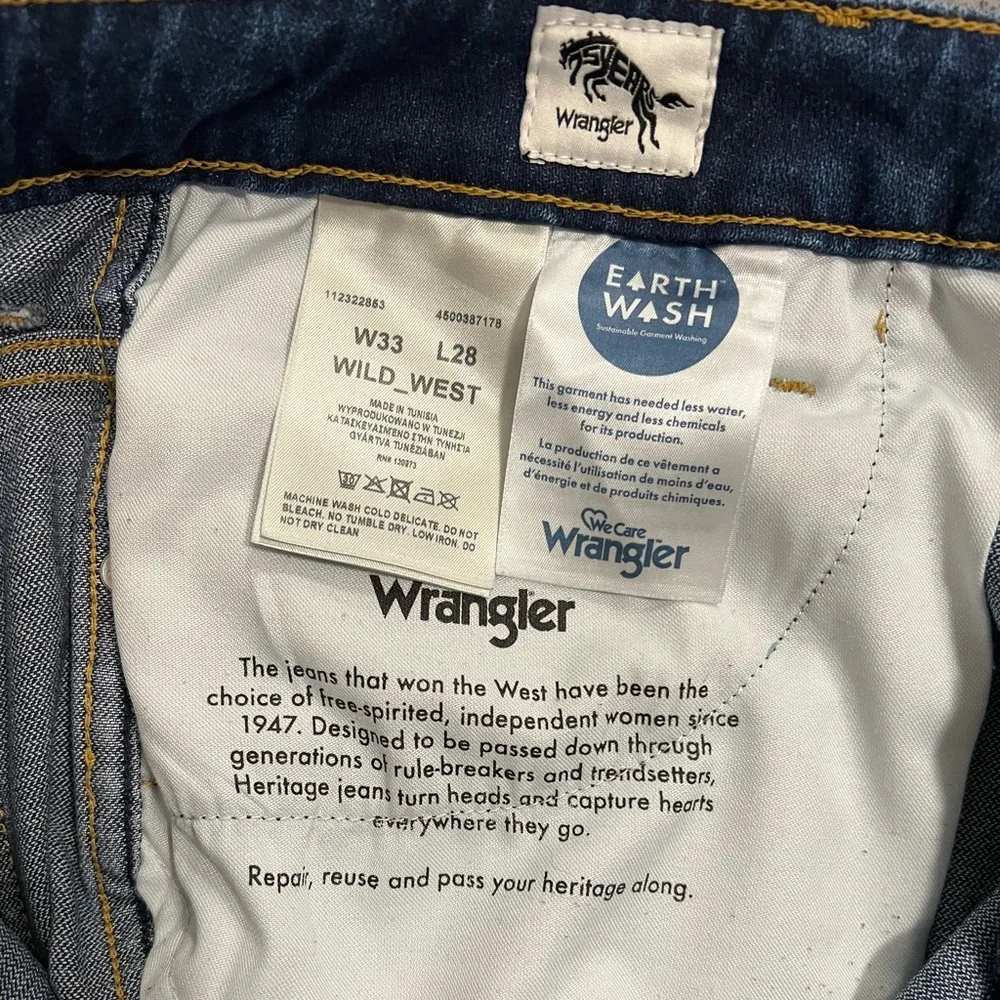 75 YEARS
Wrangler
112322853
4500387178
W33 L28
WILD_WEST
MADE IN TUNISIA
WYPRODUKOWANO W TUNEZJI
ΚΑΤΑΣΚΕΥΑΖΜΕΝΟ ΣΤΗΝ ΤΥΝΗΣΙΑ
GYÁRTVA TUNÉZIÁBAN
RN# 130273
30
MACHINE WASH COLD DELICATE. DO NOT
BLEACH. NO TUMBLE DRY. LOW IRON. DO
NOT DRY CLEAN
EARTH™
WASH
Sustainable Garment Washing
This garment has needed less water,
less energy and less chemicals
for its production.
La production de ce vêtement a
nécessité l'utilisation de moins d'eau,
d'énergie et de produits chimiques.
We Care
Wrangler™
Wrangler
The jeans that won the West have been the
choice of free-spirited, independent women since
1947. Designed to be passed down through
generations of rule-breakers and trendsetters,
Heritage jeans turn heads and capture hearts
everywhere they go.
Repair, reuse and pass your heritage along.